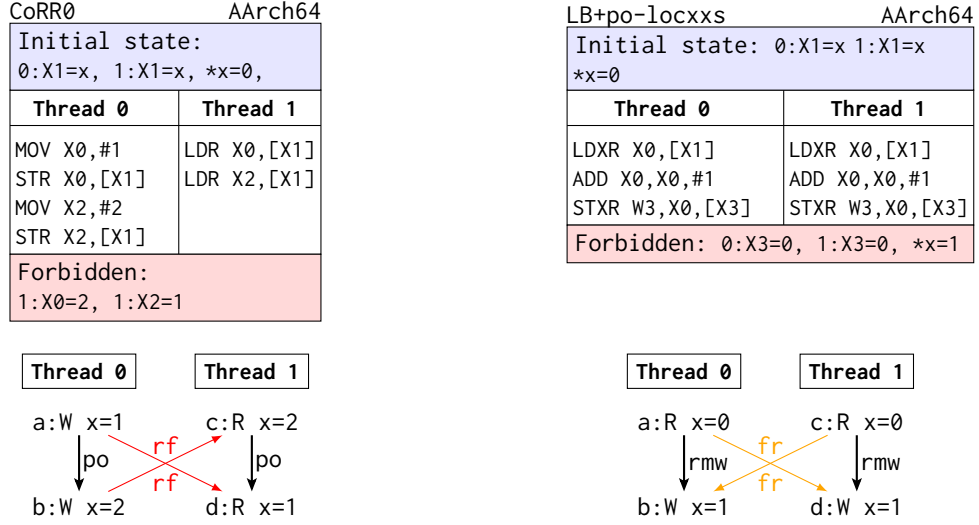 CoRR0 AArch64
Initial state:
0:X1=x, 1:X1=x, *x=0,
Thread 0 Thread 1
MOV X0,#1 LDR X0,[X1]
STR X0,[X1] LDR X2,[X1]
MOV X2,#2
STR X2,[X1]
Forbidden:
1:X0=2, 1:X2=1
Thread 0 Thread 1
a:W x=1 c:R x=2
rf
po po
rf
b:W x=2 d:R x=1
LB+po-locxxs AArch64
Initial state: 0:X1=x 1:X1=x
*x=0
Thread 0 Thread 1
LDXR X0,[X1] LDXR X0,[X1]
ADD X0,X0,#1 ADD X0,X0,#1
STXR W3,X0,[X3] STXR W3,X0,[X3]
Forbidden: 0:X3=0, 1:X3=0, *x=1
Thread 0 Thread 1
a:R x=0 c:R x=0
fr
rmw rmw
fr
b:W x=1 d:W x=1